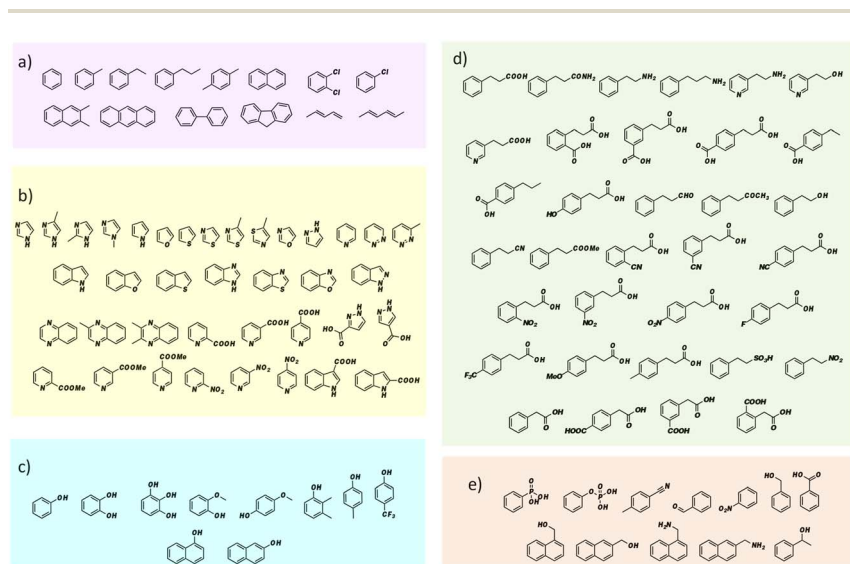 a)
Cl
Cl
Cl
b)
N N N N N O S N N S N N N N N
N H N H N H N N H S S N O N H N N
N H O S N H N S N O N H N
N N N N N N N COOH N COOH COOH N HOOC N H N N H N COOH
N COOMe N COOMe COOMe N N NO2 N NO2 NO2 N COOH N H N H COOH
c)
OH OH OH OH OH OH O OH HO O OH OH OH CF3
OH OH
d)
COOH CONH2 NH2 NH2 N NH2 N OH
N COOH O OH O OH O OH O OH O OH O OH O OH
O OH HO O OH CHO COCH3 OH
CN COOMe O OH CN O OH CN NC O OH
O OH NO2 O OH NO2 O2N O OH F O OH
F3C O OH MeO O OH O OH SO3H NO2
OH O HOOC OH O OH O COOH COOH OH O
e)
O P OH OH O O P OH OH CN O O2N HO HO O
HO OH H2N NH2 OH